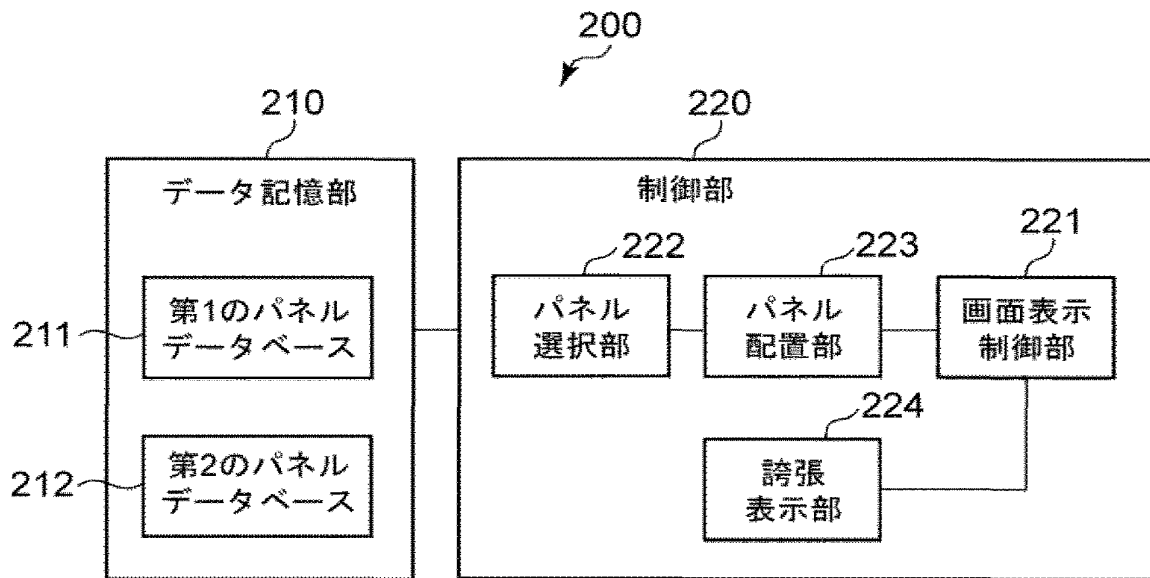 200
210
220
データ記憶部
制御部
222
223
221
211
第1のパネル
データベース
パネル
選択部
パネル
配置部
画面表示
制御部
224
212
第2のパネル
データベース
誇張
表示部